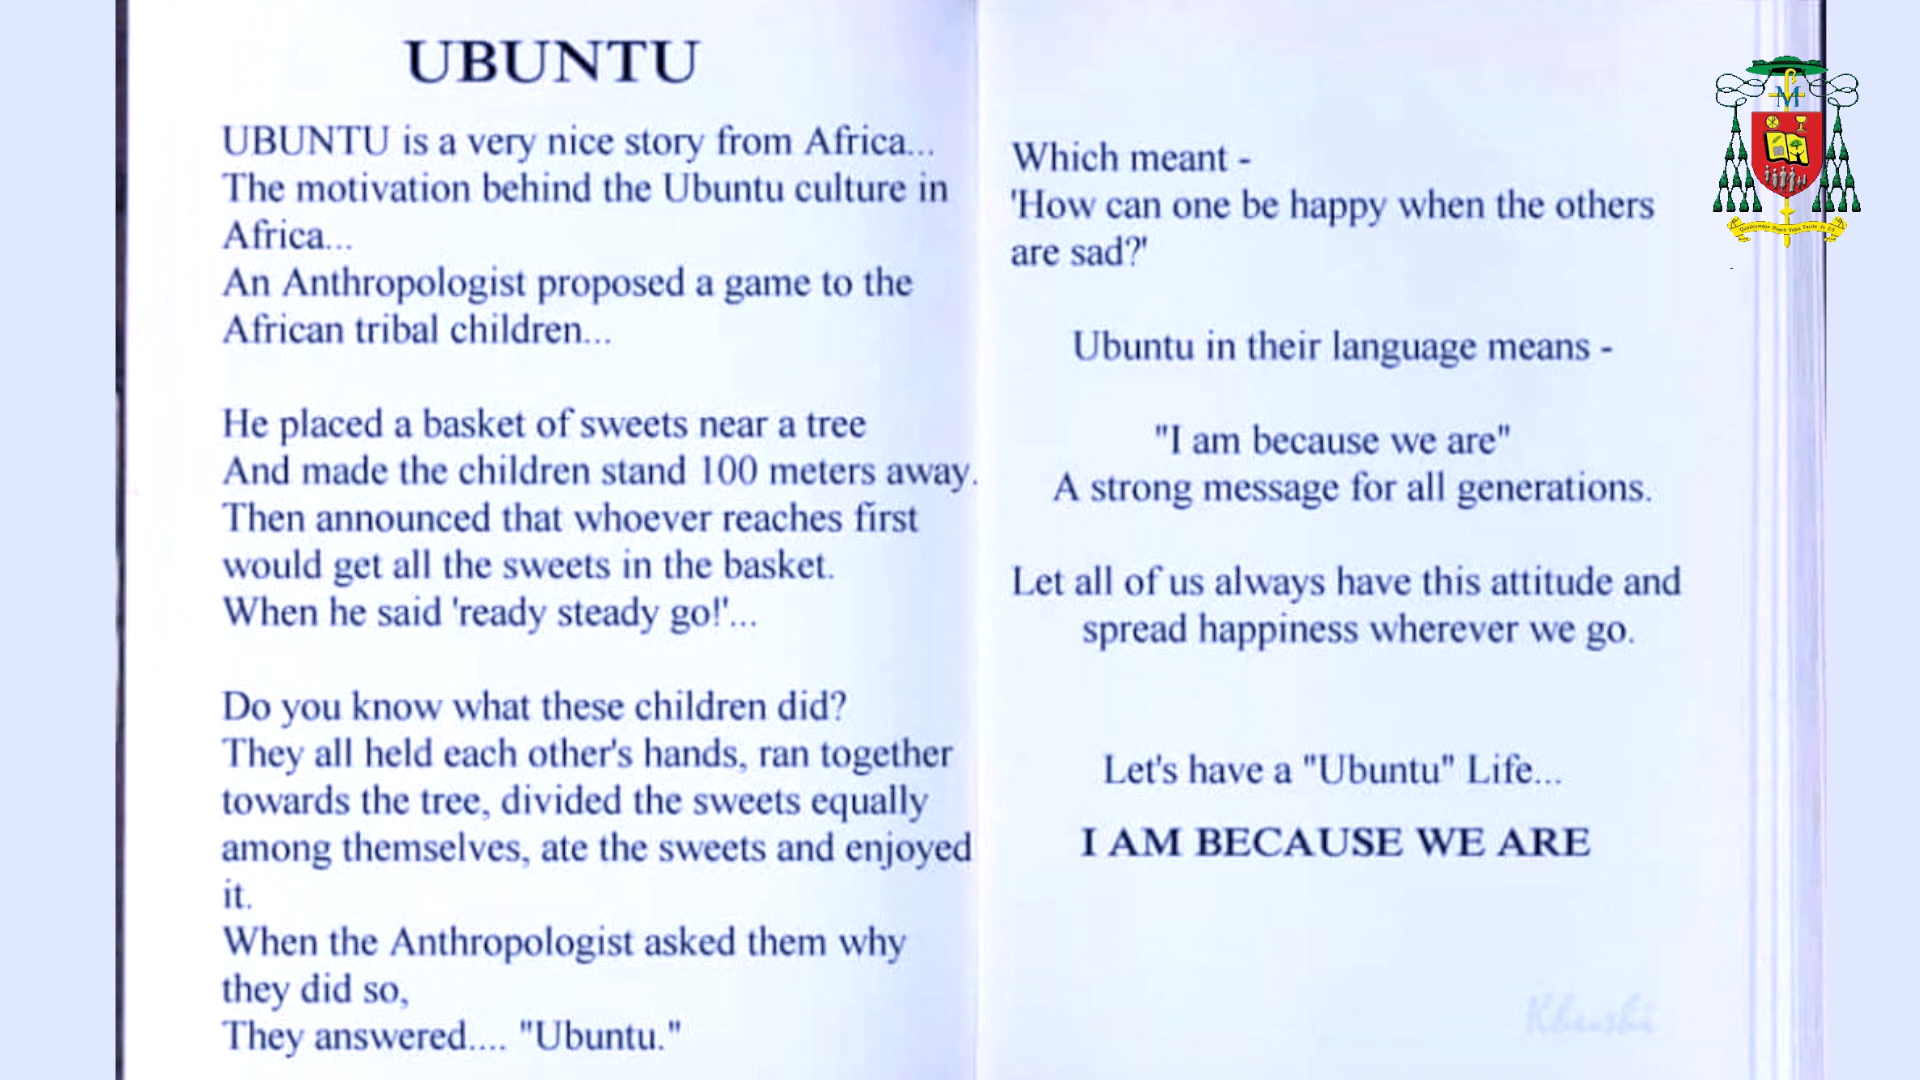 UBUNTU
UBUNTU is a very nice story from Africa...
The motivation behind the Ubuntu culture in
Africa...
An Anthropologist proposed a game to the
African tribal children...
He placed a basket of sweets near a tree
And made the children stand 100 meters away.
Then announced that whoever reaches first
would get all the sweets in the basket.
When he said 'ready steady go!'...
Do you know what these children did?
They all held each other's hands, ran together
towards the tree, divided the sweets equally
among themselves, ate the sweets and enjoyed
it.
When the Anthropologist asked them why
they did so,
They answered.... "Ubuntu."
Which meant -
'How can one be happy when the others
are sad?'
Ubuntu in their language means -
"I am because we are"
A strong message for all generations.
Let all of us always have this attitude and
spread happiness wherever we go.
Let's have a "Ubuntu" Life...
I AM BECAUSE WE ARE
Khushi
M